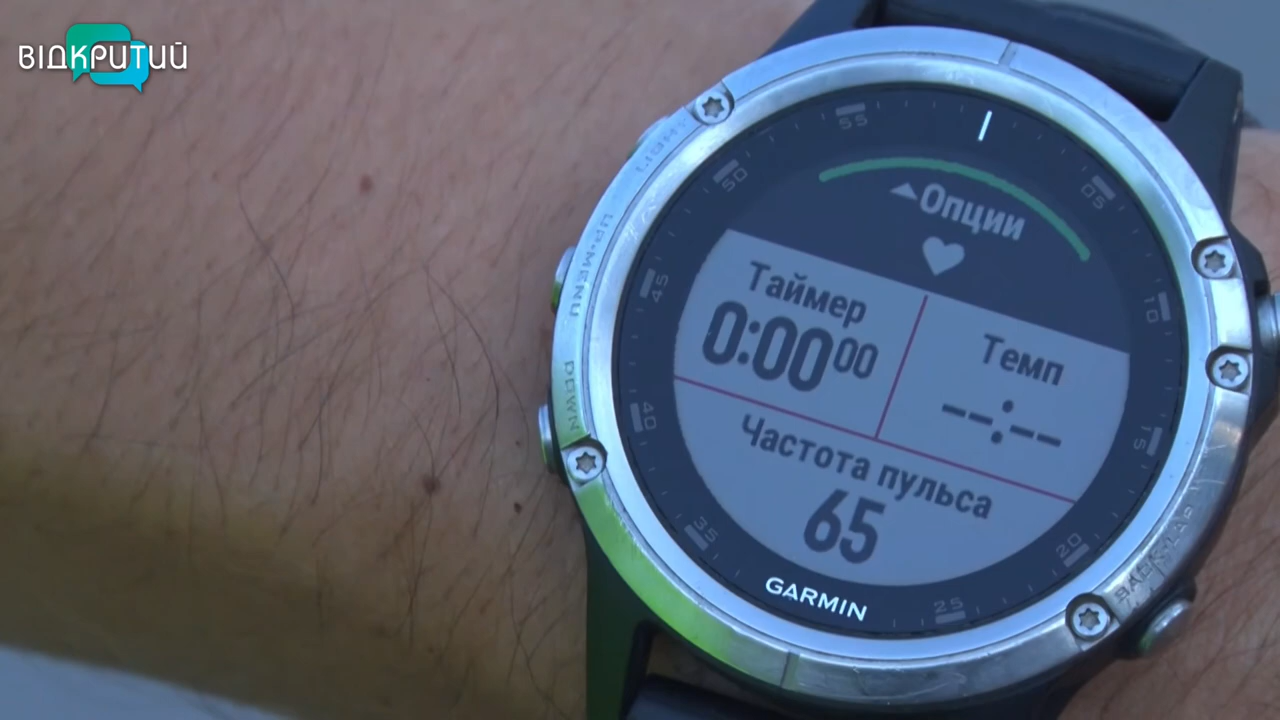 ВІДКРИТИЙ
LIGHT
UP·MENU
DOWN
BACK·LAP
55
50
05
45
10
40
15
35
20
25
Опции
Таймер
0:00 00
Темп
--:--
Частота пульса
65
GARMIN